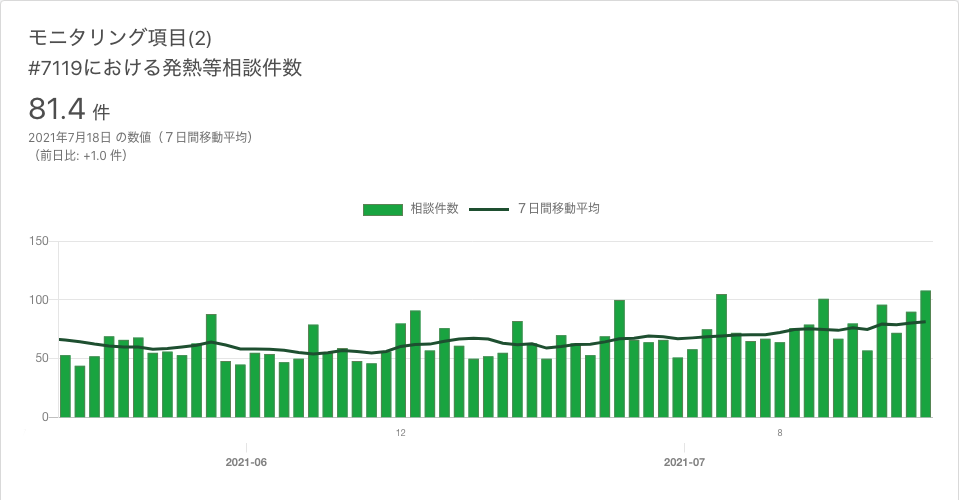 モニタリング項目(2)
#7119における発熱等相談件数
81.4 件
2021年7月18日 の数値（７日間移動平均）
（前日比: +1.0 件）
相談件数 ７日間移動平均
150
100
50
0
12 8
2021-06 2021-07